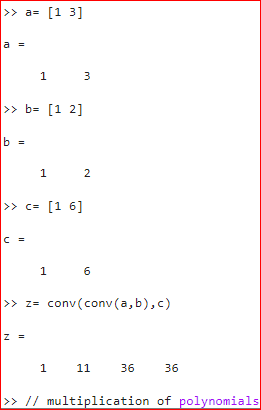 >> a= [1 3]
a =
1 3
>> b= [1 2]
b =
1 2
>> c= [1 6]
c =
1 6
>> z= conv(conv(a,b),c)
z =
1 11 36 36
>> // multiplication of polynomials